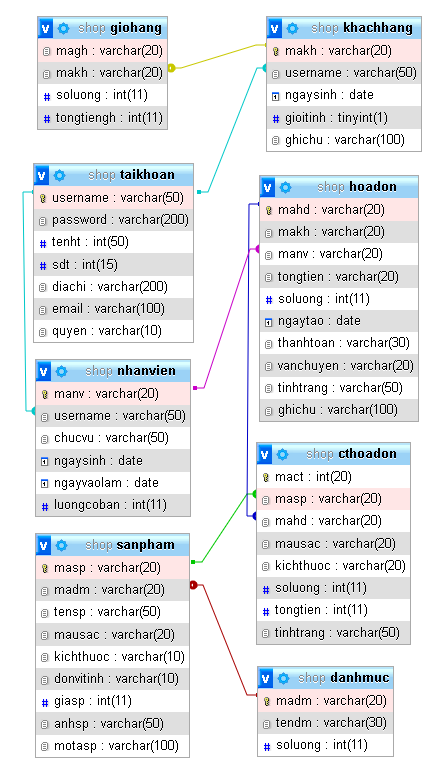 shop giohang
magh : varchar(20)
makh : varchar(20)
soluong : int(11)
tongtiengh : int(11)
shop khachhang
makh : varchar(20)
username : varchar(50)
ngaysinh : date
gioitinh : tinyint(1)
ghichu : varchar(100)
shop taikhoan
username : varchar(50)
password : varchar(200)
tenht : int(50)
sdt : int(15)
diachi : varchar(200)
email : varchar(100)
quyen : varchar(10)
shop hoadon
mahd : varchar(20)
makh : varchar(20)
manv : varchar(20)
tongtien : varchar(20)
soluong : int(11)
ngaytao : date
thanhtoan : varchar(30)
vanchuyen : varchar(20)
tinhtrang : varchar(50)
ghichu : varchar(100)
shop nhanvien
manv : varchar(20)
username : varchar(50)
chucvu : varchar(50)
ngaysinh : date
ngayvaolam : date
luongcoban : int(11)
shop cthoadon
mact : int(20)
masp : varchar(20)
mahd : varchar(20)
mausac : varchar(20)
kichthuoc : varchar(20)
soluong : int(11)
tongtien : int(11)
tinhtrang : varchar(50)
shop sanpham
masp : varchar(20)
madm : varchar(20)
tensp : varchar(50)
mausac : varchar(20)
kichthuoc : varchar(10)
donvitinh : varchar(10)
giasp : int(11)
anhsp : varchar(50)
motasp : varchar(100)
shop danhmuc
madm : varchar(20)
tendm : varchar(30)
soluong : int(11)